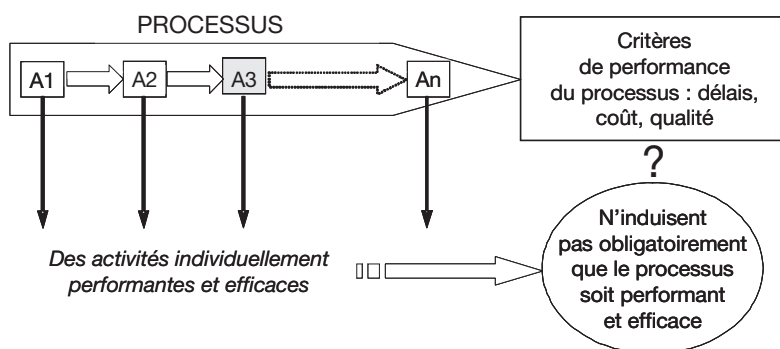 PROCESSUS
A1 A2 A3 An
Critères
de performance
du processus : délais,
coût, qualité
?
Des activités individuellement
performantes et efficaces
N’induisent
pas obligatoirement
que le processus
soit performant
et efficace